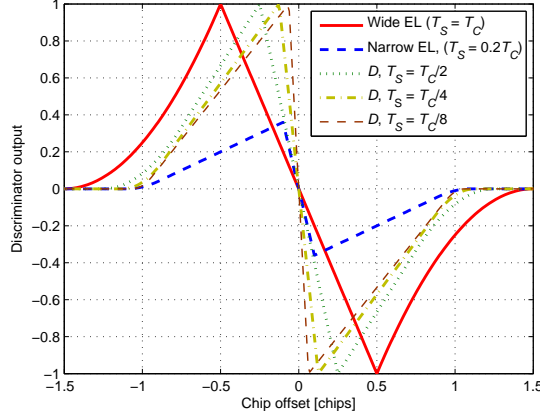 1
0.8
0.6
0.4
0.2
0
−0.2
−0.4
−0.6
−0.8
−1
−1.5
−1
−0.5
0
0.5
1
1.5
Discriminator output
Chip offset [chips]
Wide EL (T_S = T_C)
Narrow EL, (T_S = 0.2T_C)
D, T_S = T_C/2
D, T_S = T_C/4
D, T_S = T_C/8